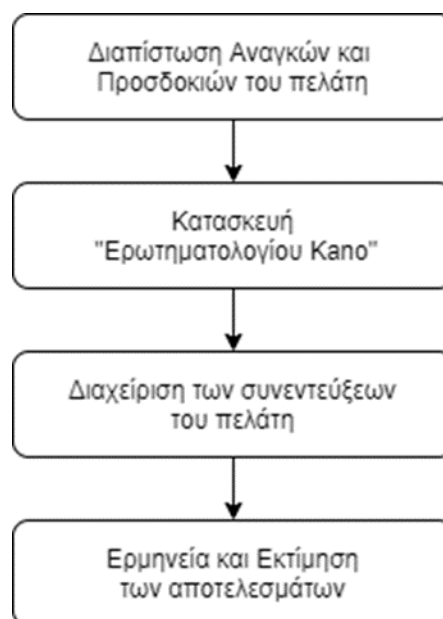 Διαπίστωση Αναγκών και
Προσδοκιών του πελάτη
Κατασκευή
"Ερωτηματολογίου Kano"
Διαχείριση των συνεντεύξεων
του πελάτη
Ερμηνεία και Εκτίμηση
των αποτελεσμάτων